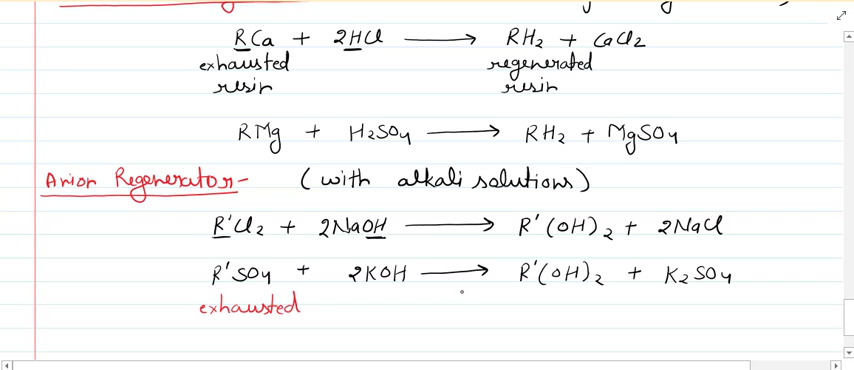 RCa + 2HCl ⟶ RH2 + CaCl2
exhausted resin regenerated resin
RMg + H2SO4 ⟶ RH2 + MgSO4
Anion Regenerator- (with alkali solutions)
R'Cl2 + 2NaOH ⟶ R'(OH)2 + 2NaCl
R'SO4 + 2KOH ⟶ R'(OH)2 + K2SO4
exhausted